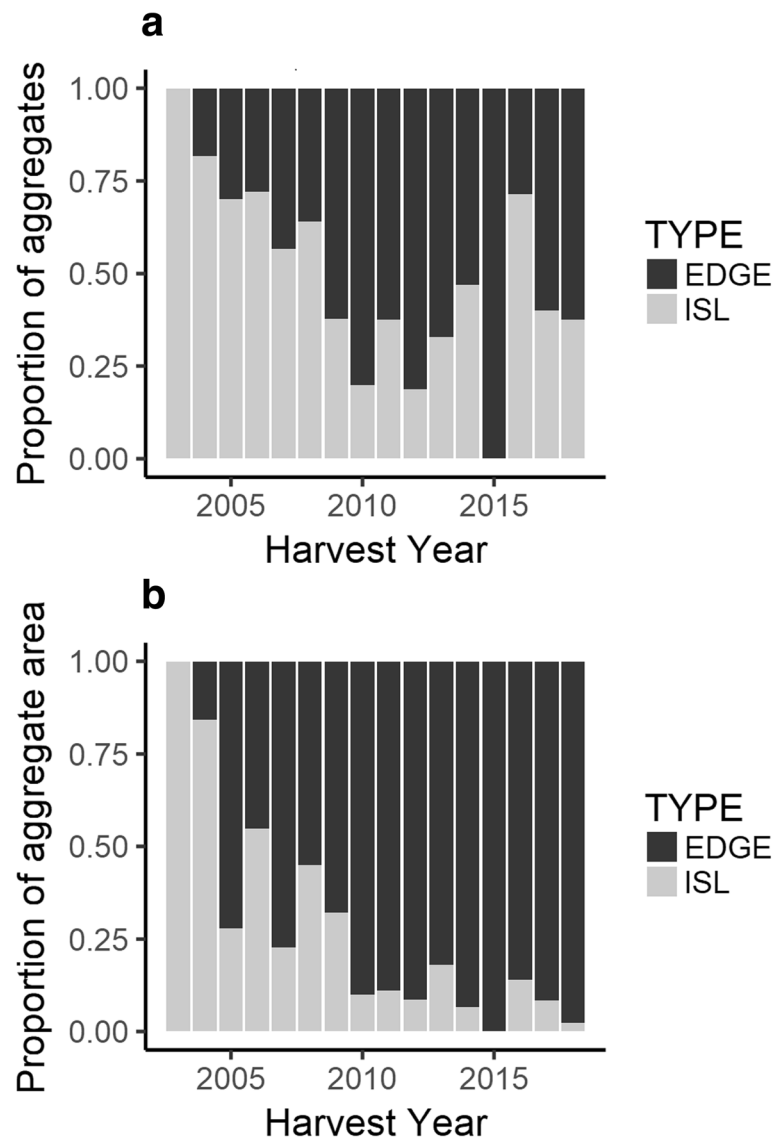 a
Proportion of aggregates
1.00
0.75
0.50
0.25
0.00
2005 2010 2015
Harvest Year
TYPE
EDGE
ISL
b
Proportion of aggregate area
1.00
0.75
0.50
0.25
0.00
2005 2010 2015
Harvest Year
TYPE
EDGE
ISL